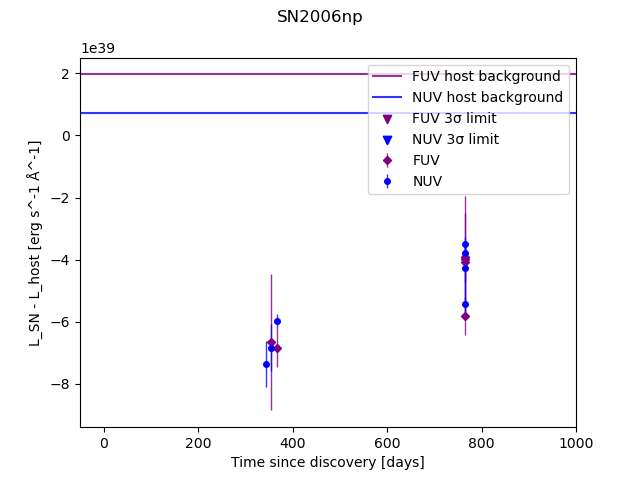 SN2006np
1e39
FUV host background
NUV host background
FUV 3σ limit
NUV 3σ limit
FUV
NUV
L_SN - L_host [erg s^-1 Å^-1]
2
0
−2
−4
−6
−8
0 200 400 600 800 1000
Time since discovery [days]